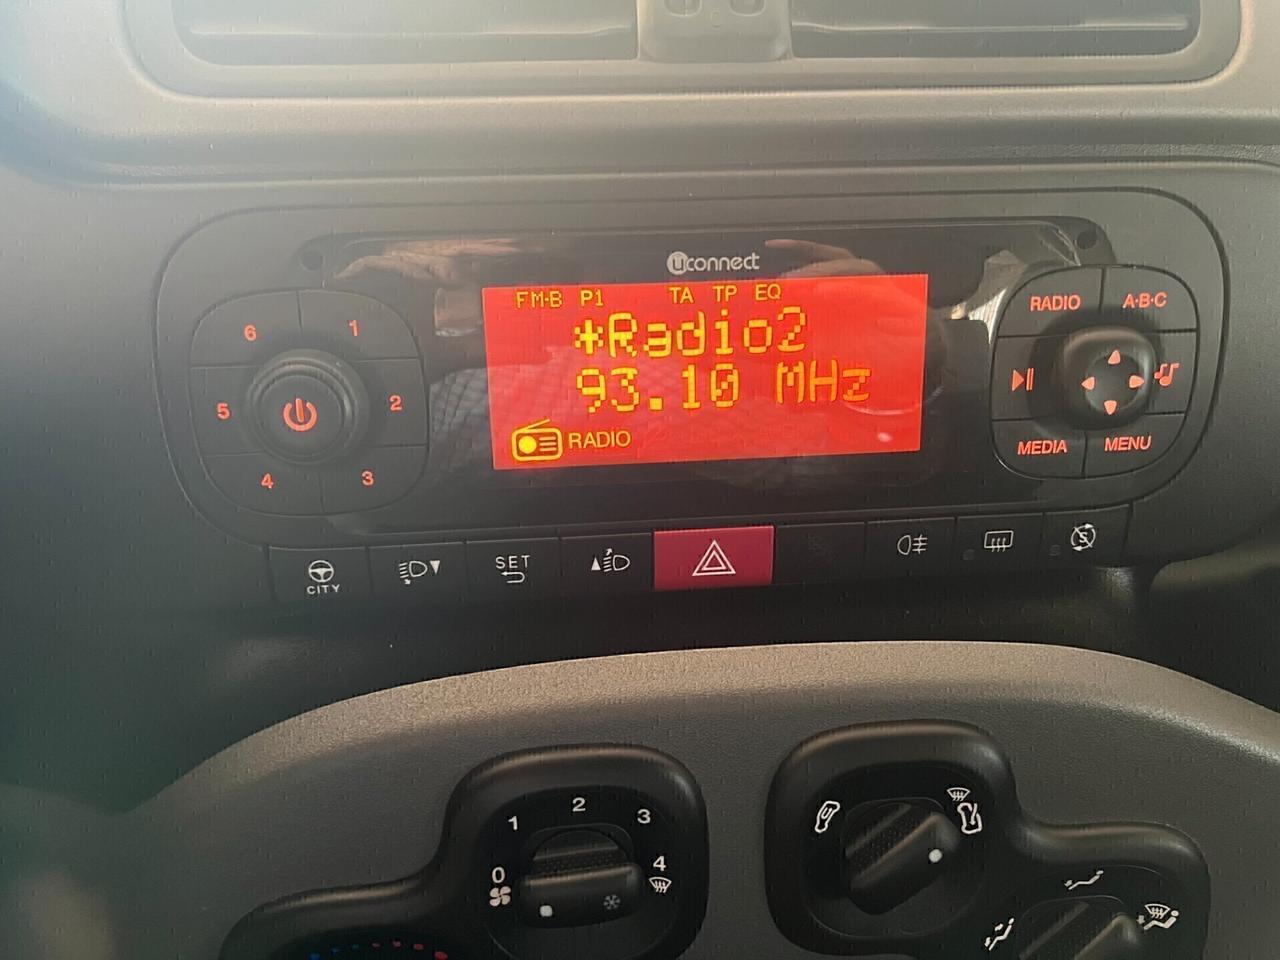 uconnect
FM-B P1 TA TP EQ
*Radio2
93.10 MHz
RADIO
6 1
5 2
4 3
RADIO A·B·C
MEDIA MENU
CITY
SET
0 1 2 3 4